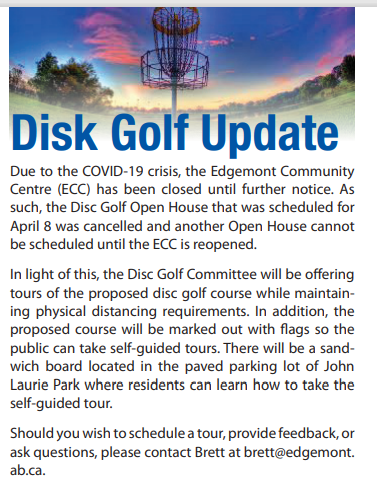 Disk Golf Update
Due to the COVID-19 crisis, the Edgemont Community
Centre (ECC) has been closed until further notice. As
such, the Disc Golf Open House that was scheduled for
April 8 was cancelled and another Open House cannot
be scheduled until the ECC is reopened.
In light of this, the Disc Golf Committee will be offering
tours of the proposed disc golf course while maintain-
ing physical distancing requirements. In addition, the
proposed course will be marked out with flags so the
public can take self-guided tours. There will be a sand-
wich board located in the paved parking lot of John
Laurie Park where residents can learn how to take the
self-guided tour.
Should you wish to schedule a tour, provide feedback, or
ask questions, please contact Brett at brett@edgemont.
ab.ca.